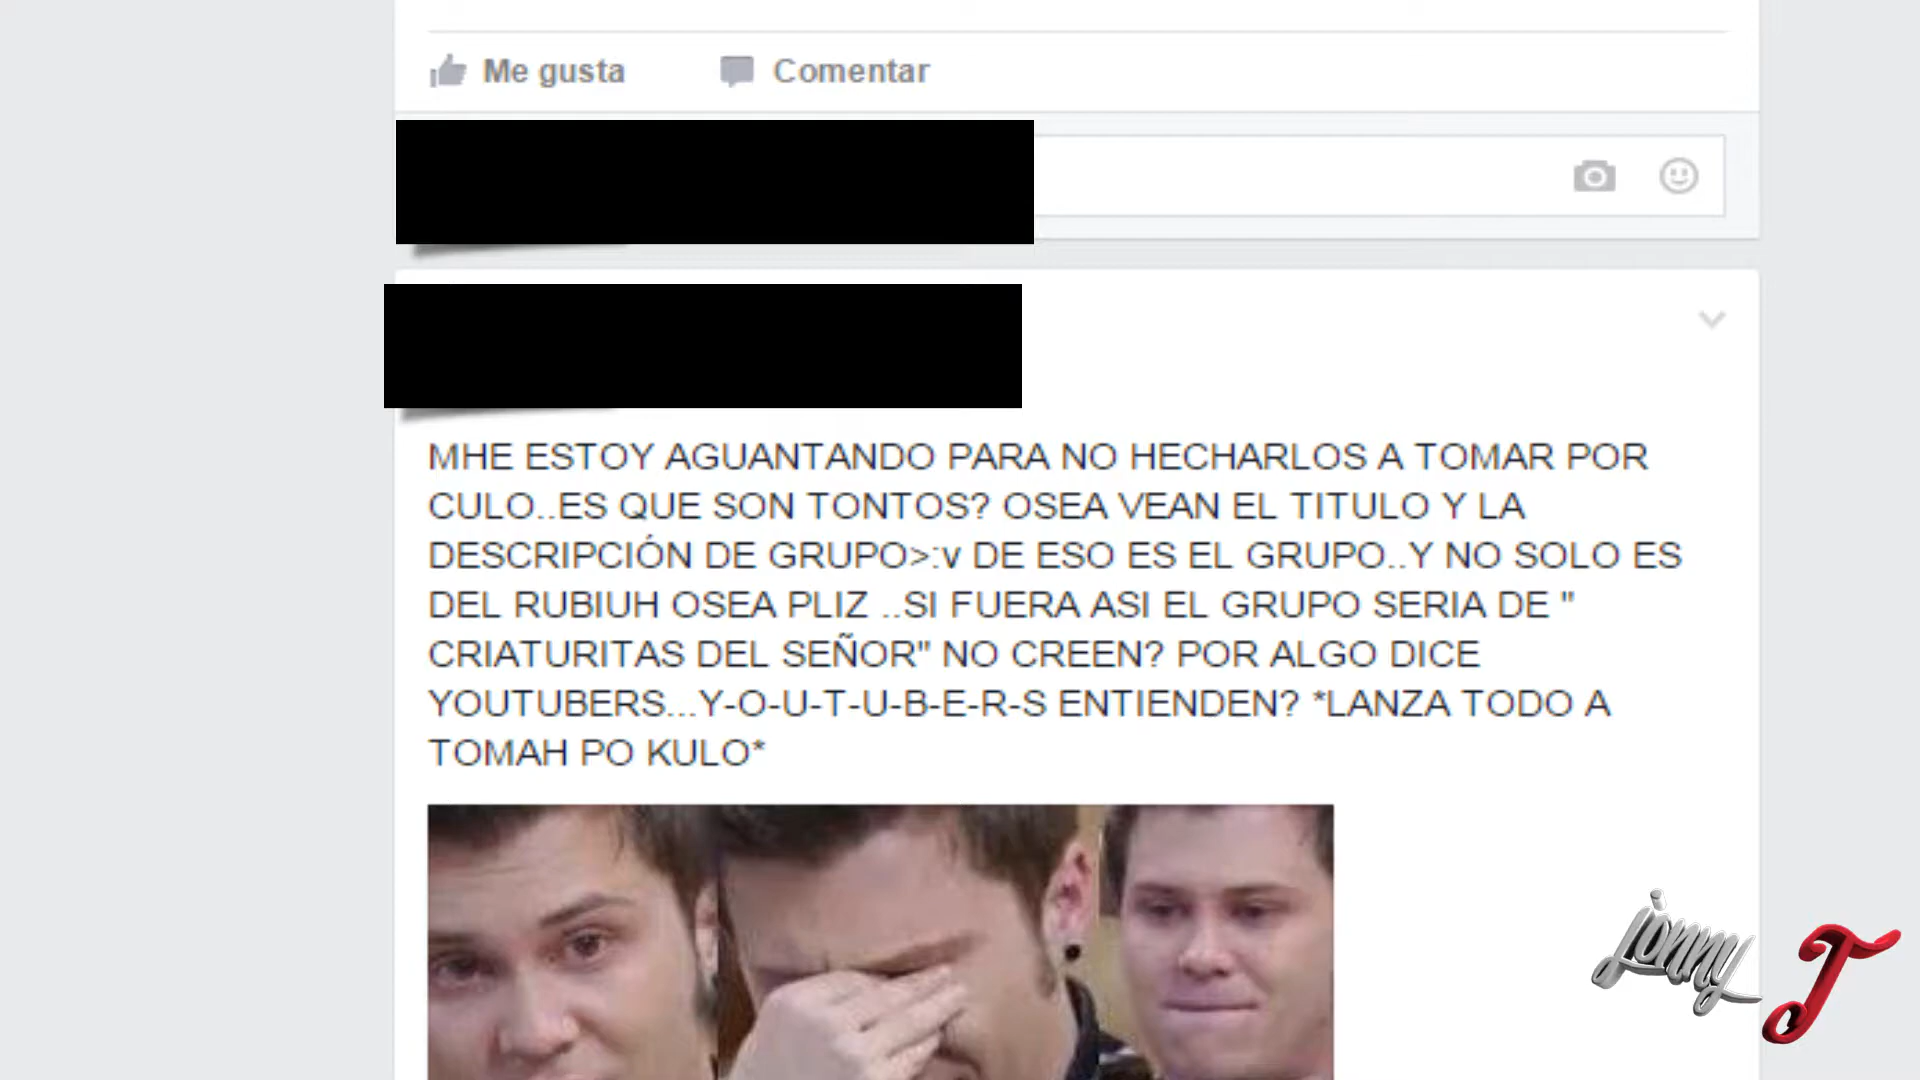 Me gusta
Comentar
MHE ESTOY AGUANTANDO PARA NO HECHARLOS A TOMAR POR
CULO..ES QUE SON TONTOS? OSEA VEAN EL TITULO Y LA
DESCRIPCIÓN DE GRUPO>:v DE ESO ES EL GRUPO..Y NO SOLO ES
DEL RUBIUH OSEA PLIZ ..SI FUERA ASI EL GRUPO SERIA DE "
CRIATURITAS DEL SEÑOR" NO CREEN? POR ALGO DICE
YOUTUBERS...Y-O-U-T-U-B-E-R-S ENTIENDEN? *LANZA TODO A
TOMAH PO KULO*
jonny J